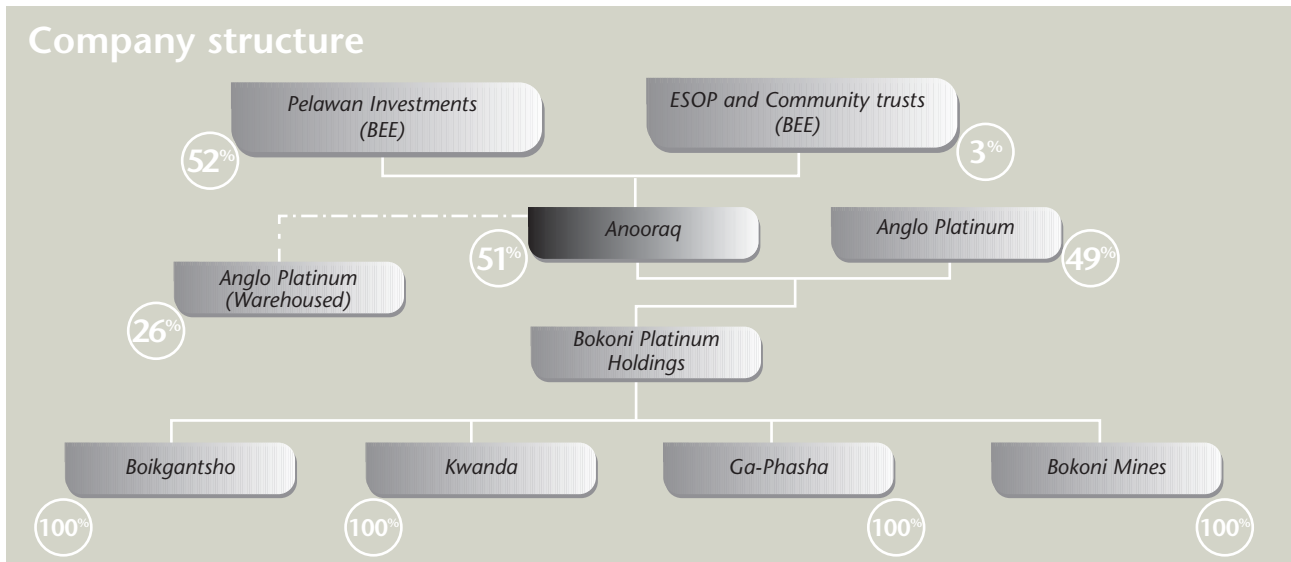 Company structure
Pelawan Investments
(BEE)
52%
ESOP and Community trusts
(BEE)
3%
Anooraq
51%
Anglo Platinum
49%
Anglo Platinum
(Warehoused)
26%
Bokoni Platinum
Holdings
Boikgantsho
100%
Kwanda
100%
Ga-Phasha
100%
Bokoni Mines
100%